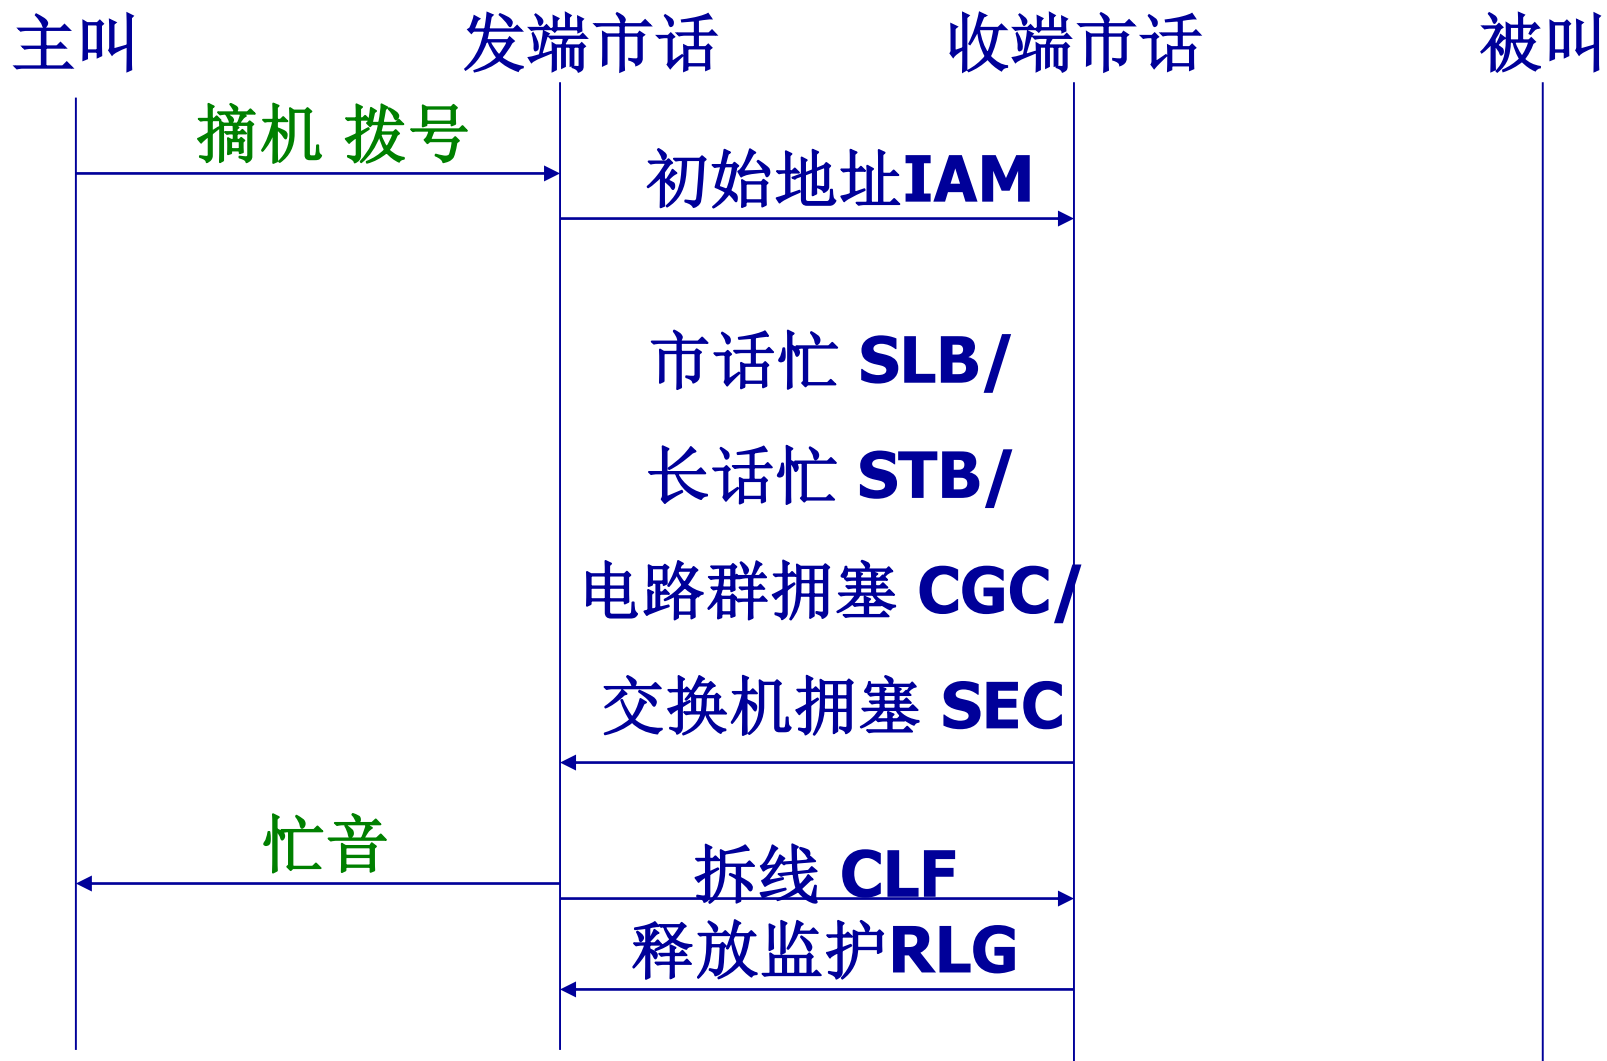 主叫
发端市话
收端市话
被叫
摘机 拨号
初始地址IAM
市话忙 SLB/
长话忙 STB/
电路群拥塞 CGC/
交换机拥塞 SEC
忙音
拆线 CLF
释放监护RLG